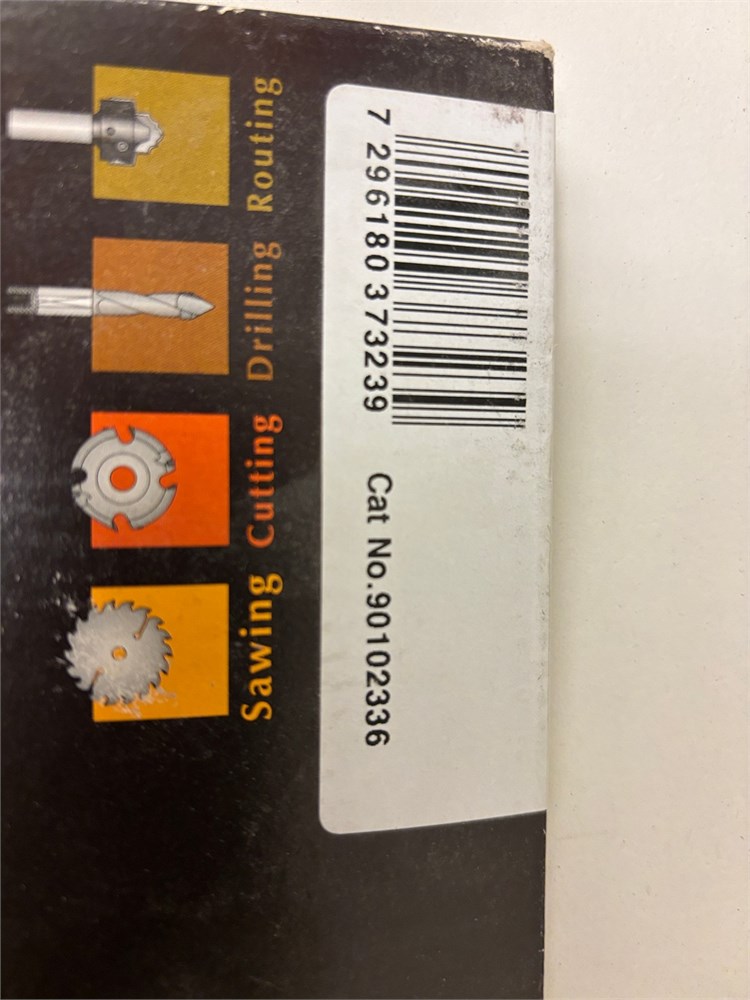 Routing
Drilling
Cutting
Sawing
7 296180 373239
Cat No.90102336